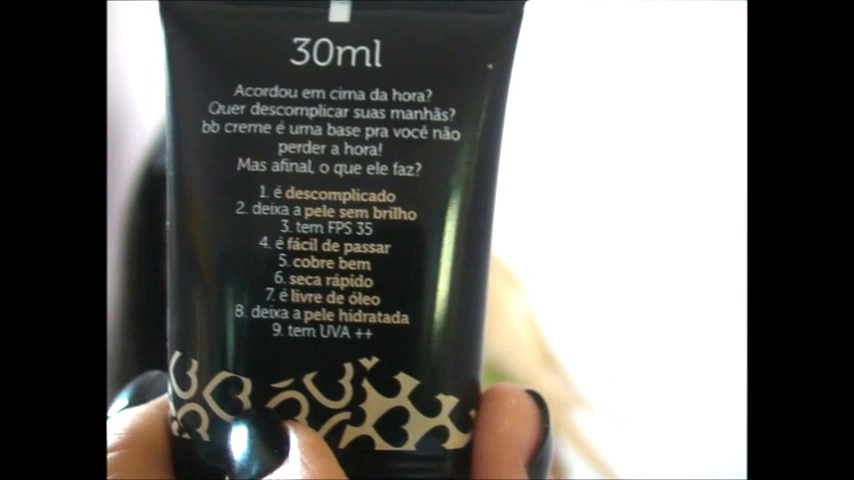 30ml
Acordou em cima da hora?
Quer descomplicar suas manhãs?
bb creme é uma base pra você não
perder a hora!
Mas afinal, o que ele faz?
1. é descomplicado
2. deixa a pele sem brilho
3. tem FPS 35
4. é fácil de passar
5. cobre bem
6. seca rápido
7. é livre de óleo
8. deixa a pele hidratada
9. tem UVA ++